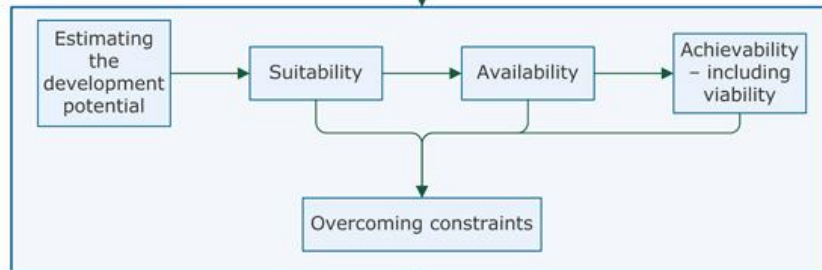 Estimating
the
development
potential
Suitability
Availability
Achievability
– including
viability
Overcoming constraints